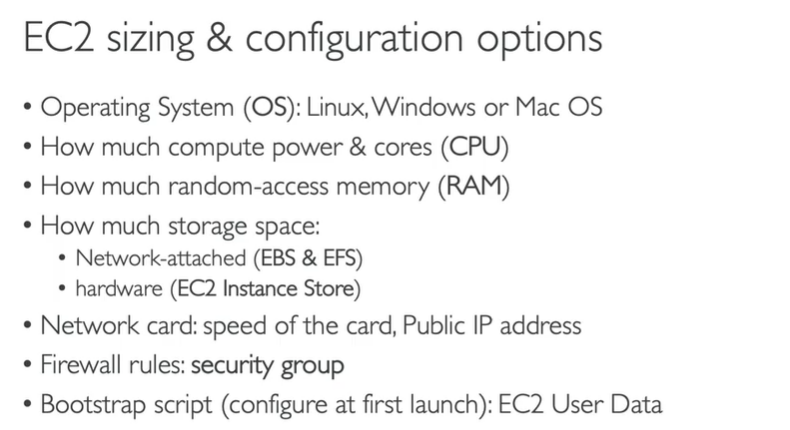 EC2 sizing & configuration options
• Operating System (OS): Linux, Windows or Mac OS
• How much compute power & cores (CPU)
• How much random-access memory (RAM)
• How much storage space:
• Network-attached (EBS & EFS)
• hardware (EC2 Instance Store)
• Network card: speed of the card, Public IP address
• Firewall rules: security group
• Bootstrap script (configure at first launch): EC2 User Data